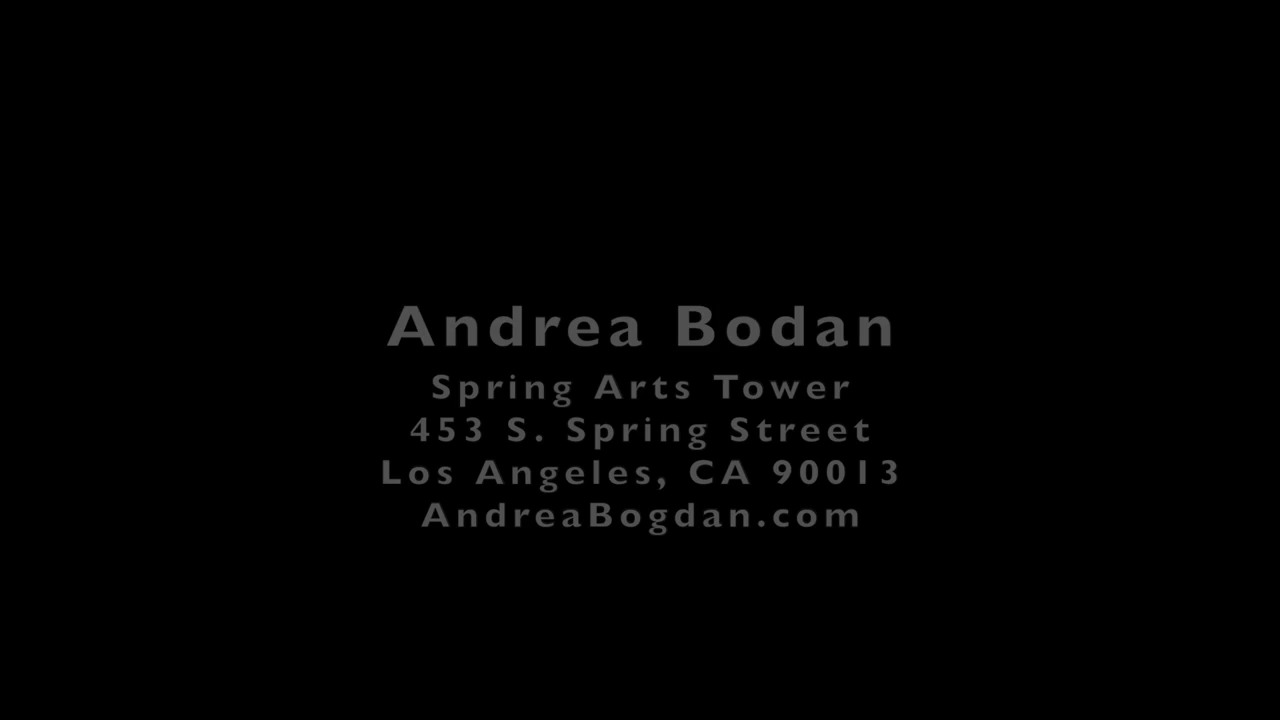 Andrea Bodan
Spring Arts Tower
453 S. Spring Street
Los Angeles, CA 90013
AndreaBogdan.com